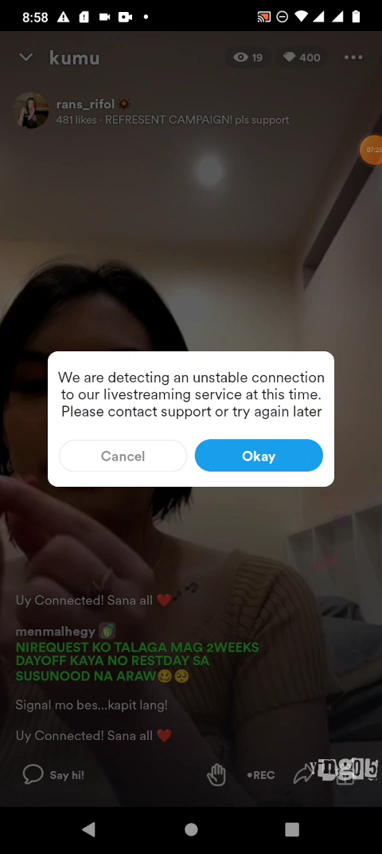 8:58
kumu
19
400
rans_rifol
481 likes · REFRESENT CAMPAIGN! pls support
We are detecting an unstable connection
to our livestreaming service at this time.
Please contact support or try again later
Cancel
Okay
Uy Connected! Sana all ❤️
menmalhegy
NIREQUEST KO TALAGA MAG 2WEEKS
DAYOFF KAYA NO RESTDAY SA
SUSUNOOD NA ARAW😃🥺
Signal mo bes...kapit lang!
Uy Connected! Sana all ❤️
Say hi!
•REC
yng05